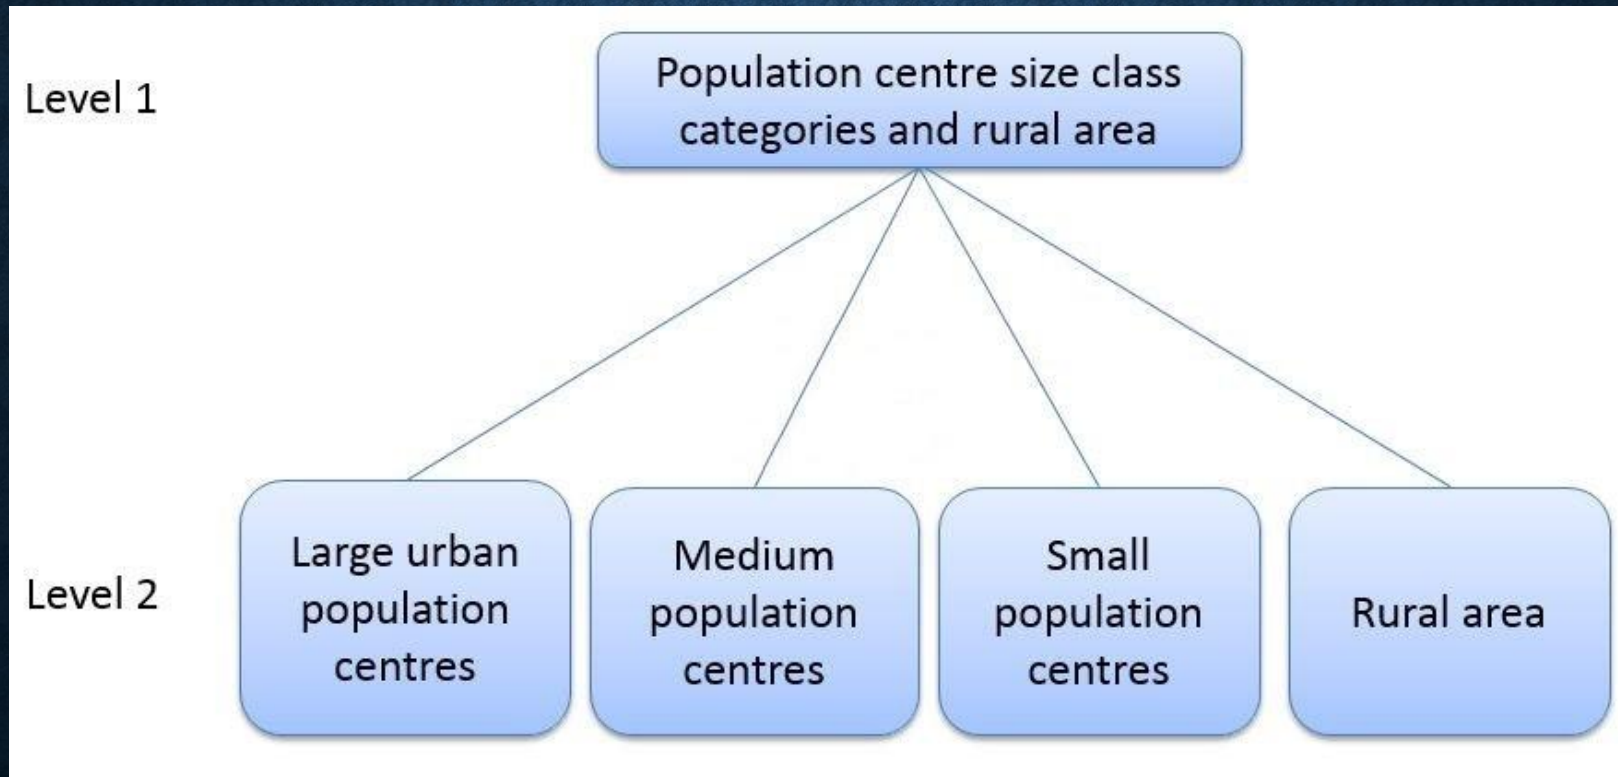 Level 1
Population centre size class
categories and rural area
Level 2
Large urban
population
centres
Medium
population
centres
Small
population
centres
Rural area